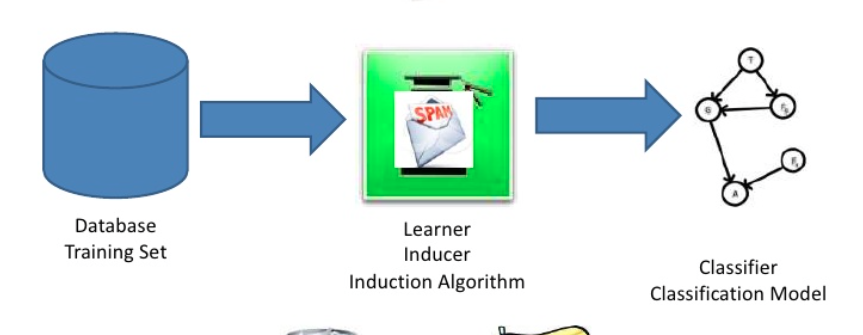 SPAM
Database
Training Set
Learner
Inducer
Induction Algorithm
T
G
A
Classifier
Classification Model